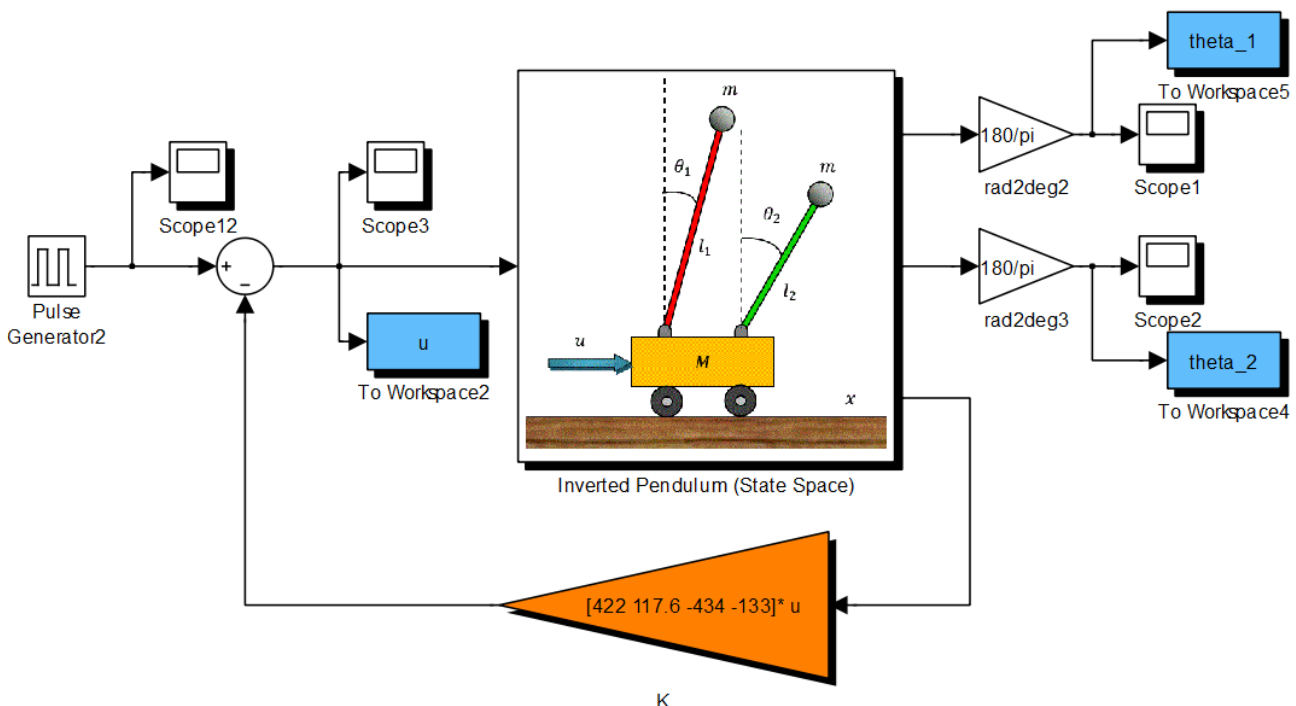 theta_1
To Workspace5
m
180/pi
rad2deg2
Scope1
m
θ1
θ2
Scope12
Scope3
+
−
l1
l2
180/pi
rad2deg3
Scope2
Pulse
Generator2
u
To Workspace2
u
M
x
theta_2
To Workspace4
Inverted Pendulum (State Space)
[422 117.6 -434 -133]* u
K